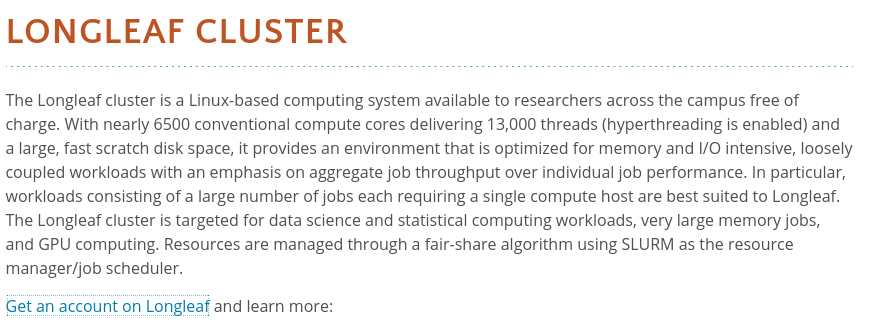 LONGLEAF CLUSTER
The Longleaf cluster is a Linux-based computing system available to researchers across the campus free of
charge. With nearly 6500 conventional compute cores delivering 13,000 threads (hyperthreading is enabled) and
a large, fast scratch disk space, it provides an environment that is optimized for memory and I/O intensive, loosely
coupled workloads with an emphasis on aggregate job throughput over individual job performance. In particular,
workloads consisting of a large number of jobs each requiring a single compute host are best suited to Longleaf.
The Longleaf cluster is targeted for data science and statistical computing workloads, very large memory jobs,
and GPU computing. Resources are managed through a fair-share algorithm using SLURM as the resource
manager/job scheduler.
Get an account on Longleaf and learn more: